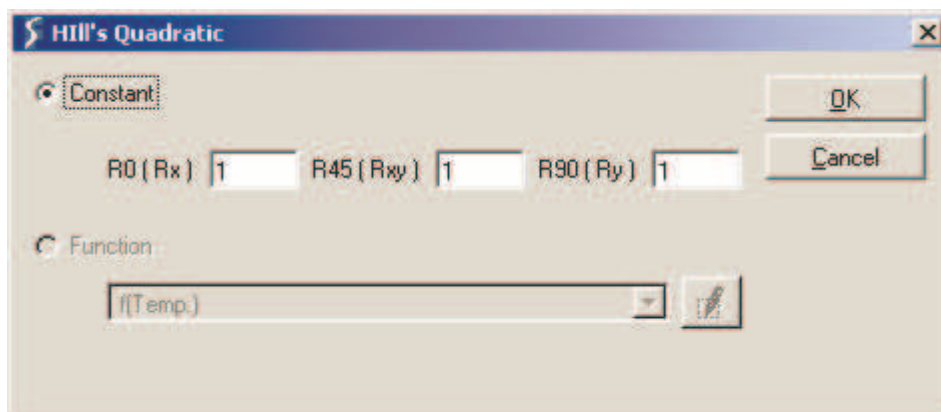 HIll's Quadratic
Constant
OK
R0 ( Rx ) 1 R45 ( Rxy ) 1 R90 ( Ry ) 1
Cancel
Function
f(Temp.)